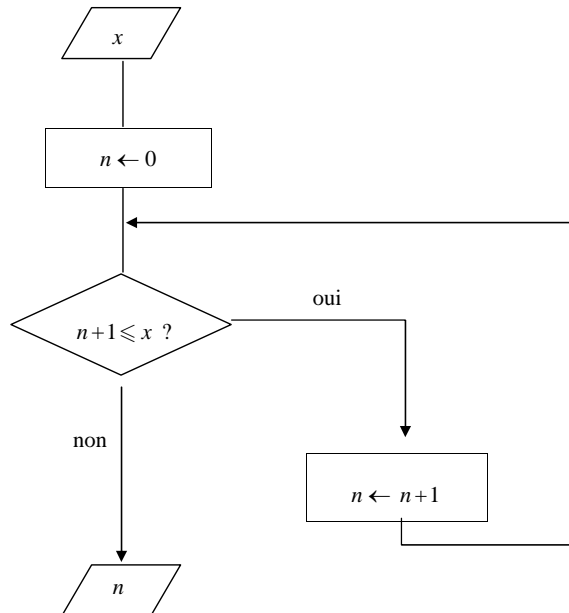 x
n ← 0
oui
n+1 ⩽ x ?
non
n ← n+1
n